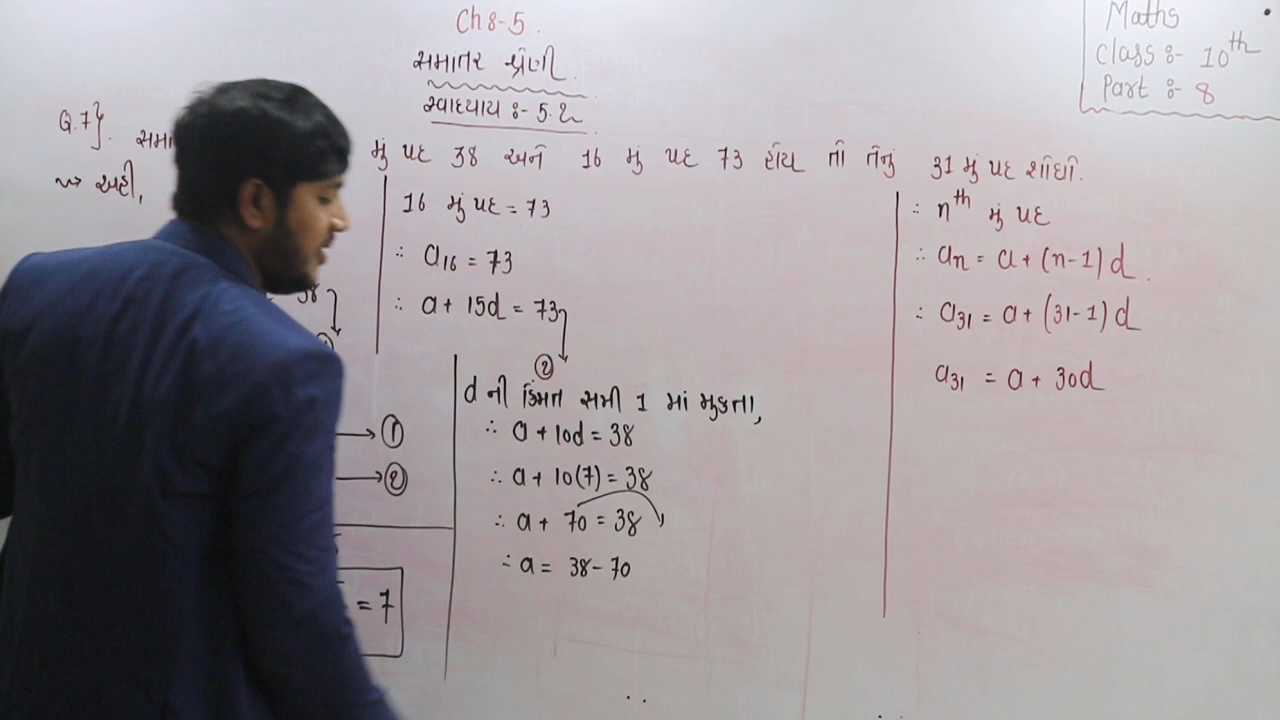 Ch 8-5.
સમાંતર શ્રેણી.
સ્વાધ્યાય :- 5.2
Maths
Class :- 10th
Part :- 8
Q.7}. સમા
મું પદ 38 અને 16 મું પદ 73 હોય તો તેનું 31 મું પદ શોધો.
↝ અહી,
38
16 મું પદ = 73
∴ a16 = 73
∴ a + 15d = 73
②
①
②
= 7
d ની કિંમત સમી 1 માં મુકતા,
∴ a + 10d = 38
∴ a + 10(7) = 38
∴ a + 70 = 38
∴ a = 38 - 70
∴ nth મું પદ
∴ an = a + (n-1) d.
∴ a31 = a + (31-1) d
a31 = a + 30d